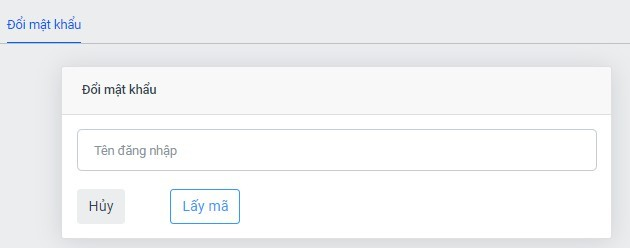 Đổi mật khẩu
Đổi mật khẩu
Tên đăng nhập
Hủy
Lấy mã